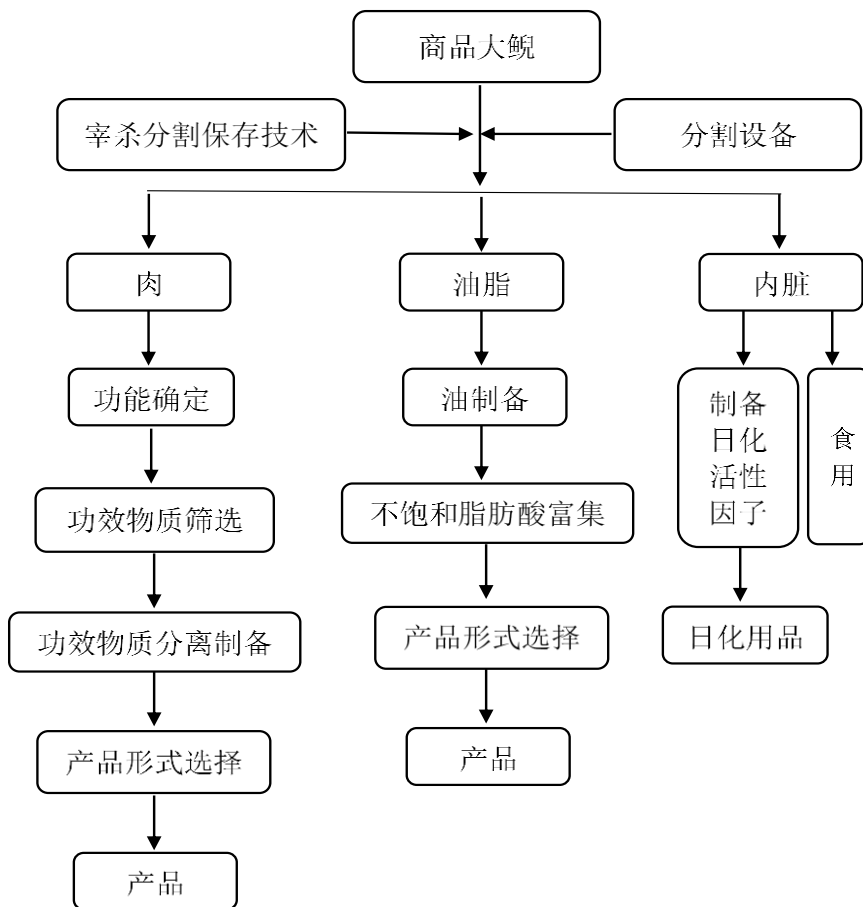 商品大鲵
宰杀分割保存技术
分割设备
肉
油脂
内脏
功能确定
油制备
制备
日化
活性
因子
食
用
功效物质筛选
不饱和脂肪酸富集
功效物质分离制备
产品形式选择
日化用品
产品形式选择
产品
产品